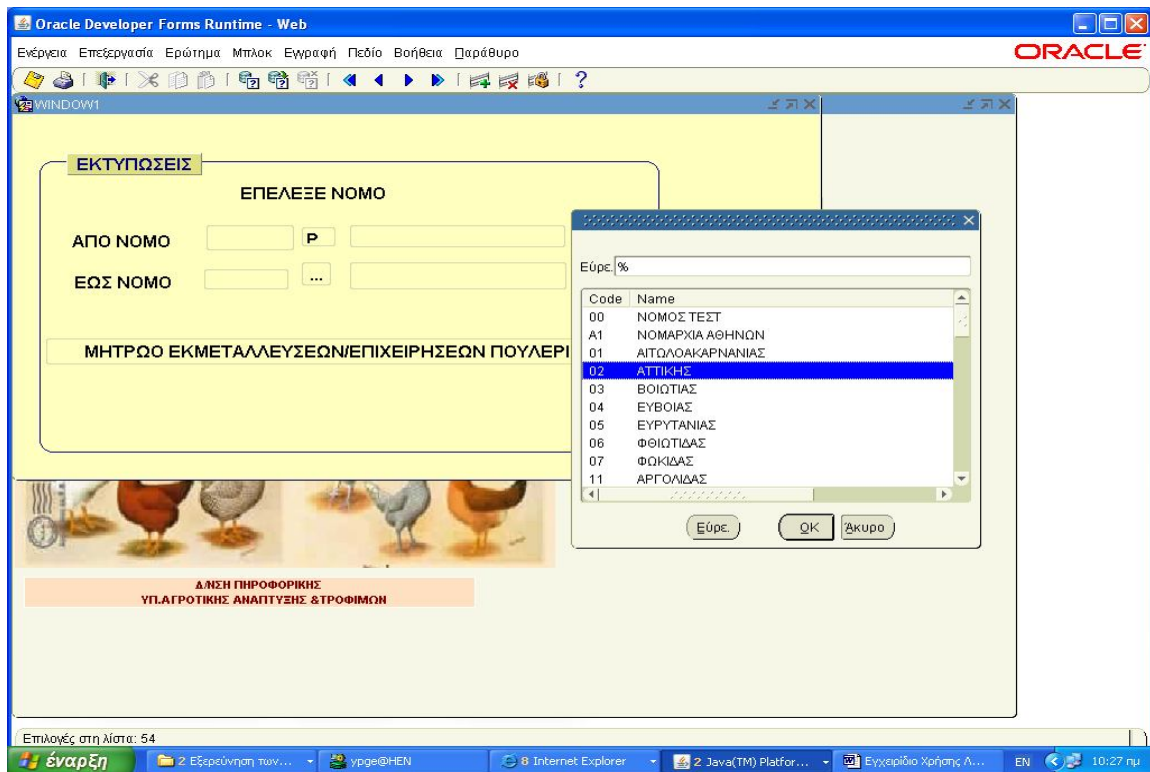 Oracle Developer Forms Runtime - Web
Ενέργεια Επεξεργασία Ερώτημα Μπλοκ Εγγραφή Πεδίο Βοήθεια Παράθυρο
ORACLE
WINDOW1
ΕΚΤΥΠΩΣΕΙΣ
ΕΠΕΛΕΞΕ ΝΟΜΟ
ΑΠΟ ΝΟΜΟ P
ΕΩΣ ΝΟΜΟ ...
ΜΗΤΡΩΟ ΕΚΜΕΤΑΛΛΕΥΣΕΩΝ/ΕΠΙΧΕΙΡΗΣΕΩΝ ΠΟΥΛΕΡΙ
Εύρε. %
Code Name
00 ΝΟΜΟΣ ΤΕΣΤ
A1 ΝΟΜΑΡΧΙΑ ΑΘΗΝΩΝ
01 ΑΙΤΩΛΟΑΚΑΡΝΑΝΙΑΣ
02 ΑΤΤΙΚΗΣ
03 ΒΟΙΩΤΙΑΣ
04 ΕΥΒΟΙΑΣ
05 ΕΥΡΥΤΑΝΙΑΣ
06 ΦΘΙΩΤΙΔΑΣ
07 ΦΩΚΙΔΑΣ
11 ΑΡΓΟΛΙΔΑΣ
Εύρε. OK Άκυρο
Δ/ΝΣΗ ΠΗΡΟΦΟΡΙΚΗΣ
ΥΠ.ΑΓΡΟΤΙΚΗΣ ΑΝΑΠΤΥΞΗΣ &ΤΡΟΦΙΜΩΝ
Επιλογές στη λίστα: 54
έναρξη 2 Εξερεύνηση των... ypge@HEN 8 Internet Explorer 2 Java(TM) Platfor... Εγχειρίδιο Χρήσης Λ... EN 10:27 πμ